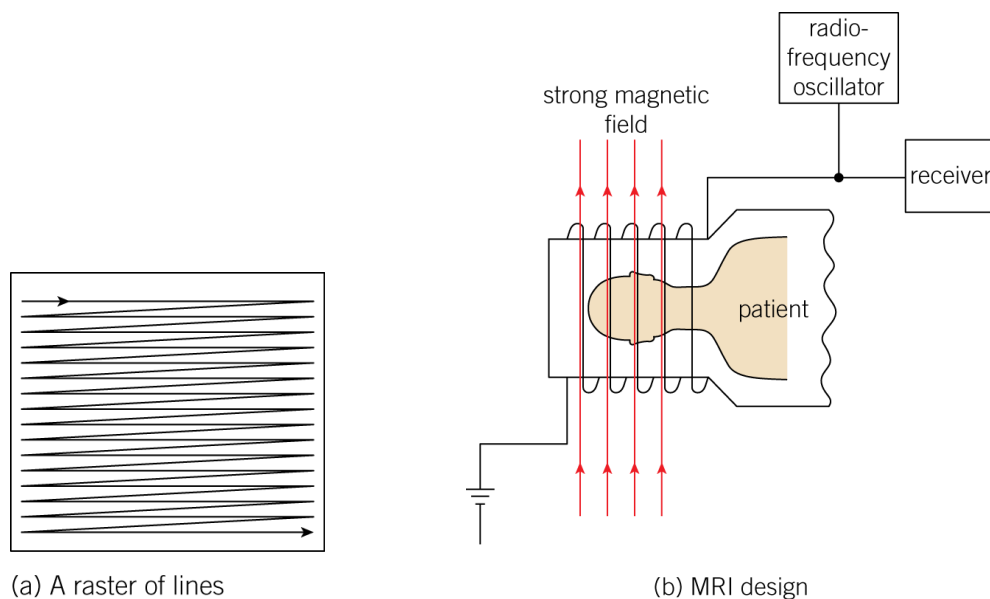 radio-
frequency
oscillator
strong magnetic
field
receiver
patient
(a) A raster of lines
(b) MRI design